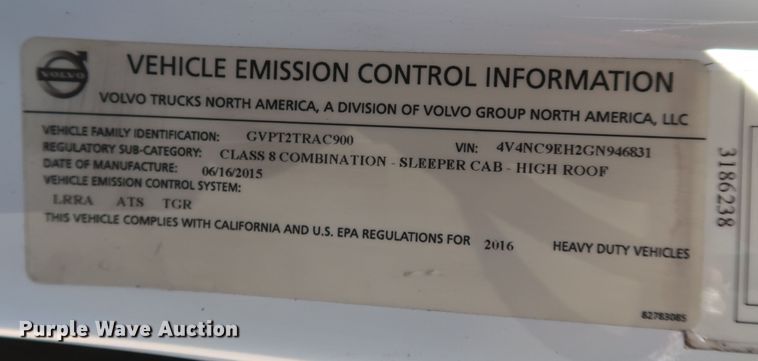 VOLVO
VEHICLE EMISSION CONTROL INFORMATION
VOLVO TRUCKS NORTH AMERICA, A DIVISION OF VOLVO GROUP NORTH AMERICA, LLC
VEHICLE FAMILY IDENTIFICATION: GVPT2TRAC900 VIN: 4V4NC9EH2GN946831
REGULATORY SUB-CATEGORY: CLASS 8 COMBINATION - SLEEPER CAB - HIGH ROOF
DATE OF MANUFACTURE: 06/16/2015
VEHICLE EMISSION CONTROL SYSTEM:
LRRA ATS TGR
THIS VEHICLE COMPLIES WITH CALIFORNIA AND U.S. EPA REGULATIONS FOR 2016 HEAVY DUTY VEHICLES
82783085
3186238
Purple Wave Auction